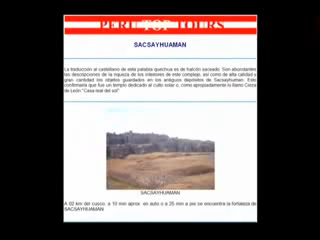 PERU TOP TOURS
SACSAYHUAMAN
La traducción al castellano de esta palabra quechua es de halcón saciado. Son abundantes
las descripciones de la riqueza de los interiores de este complejo, así como de alta calidad y
gran cantidad los objetos guardados en los antiguos depósitos de Sacsayhuaman. Esto
confirmaría que fue un templo dedicado al culto solar o, como apropiadamente lo llamó Cieza
de León "Casa real del sol"
SACSAYHUAMAN
A 02 km del cusco, a 10 min aprox. en auto ó a 25 min a pie se encuentra la fortaleza de
SACSAYHUAMAN